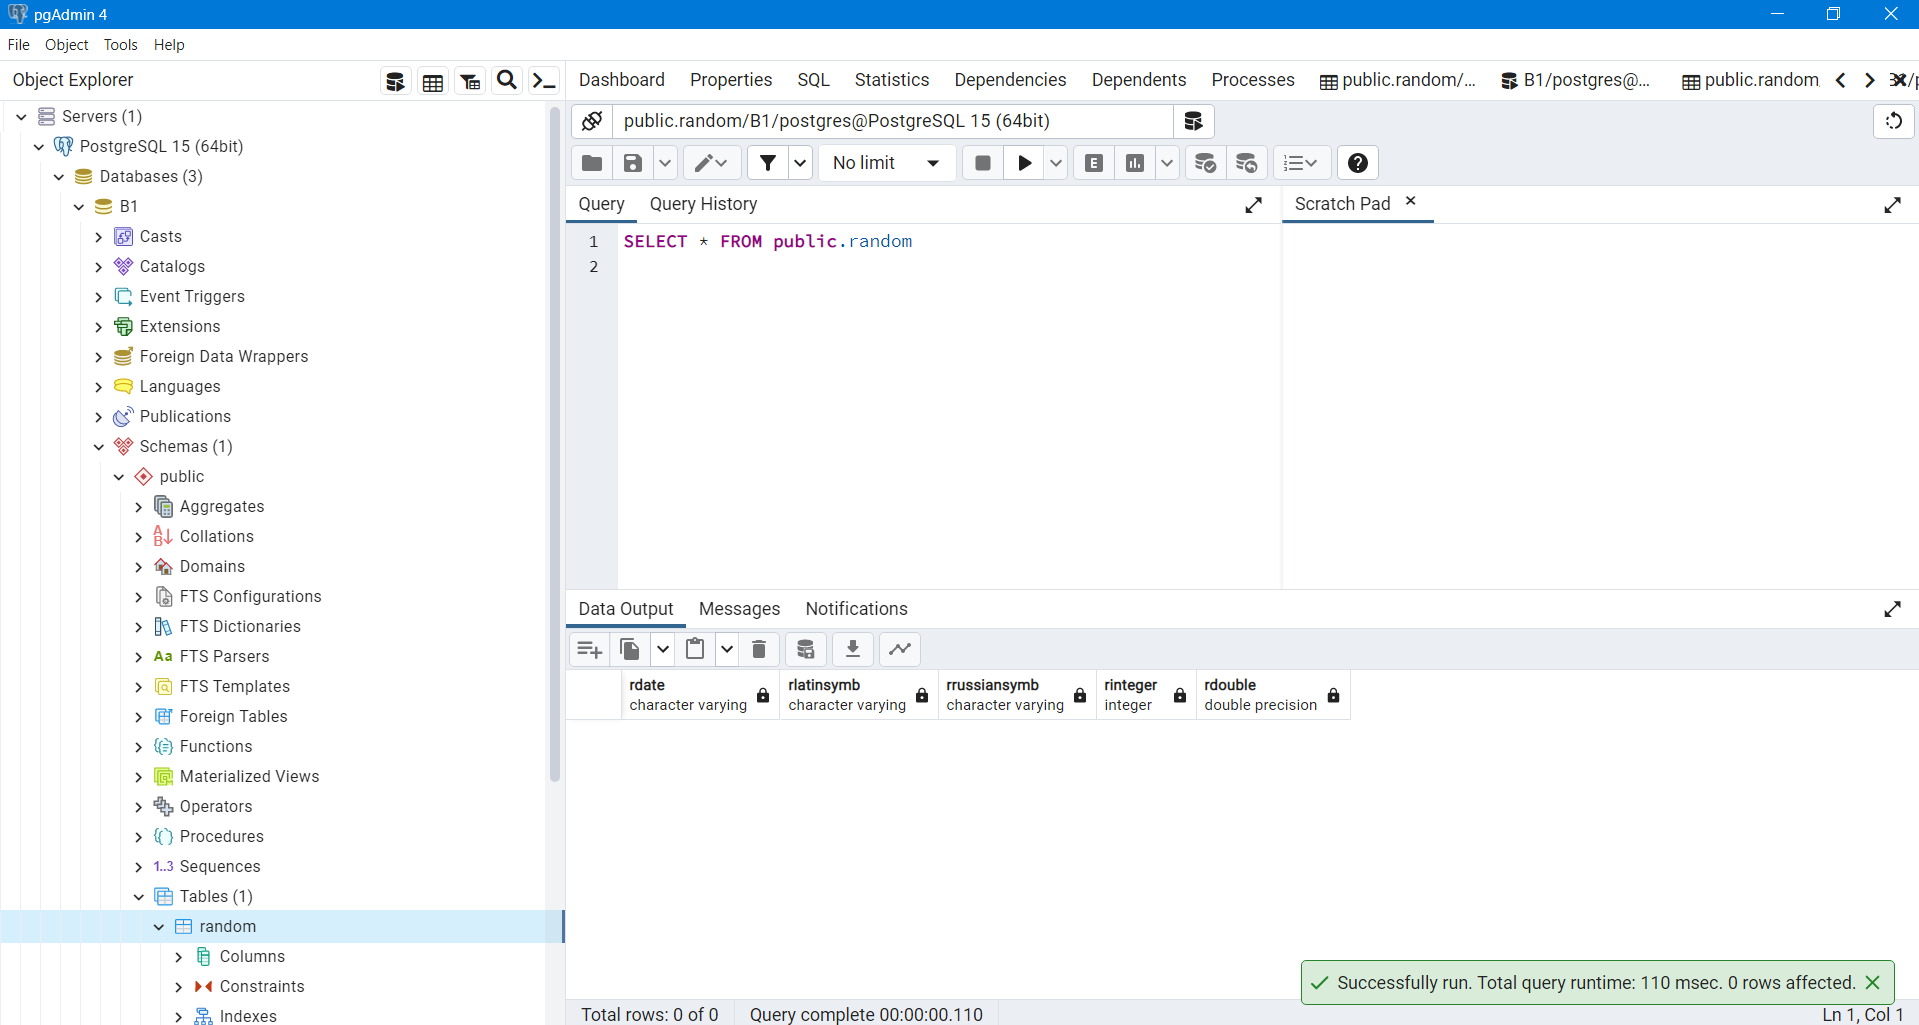 pgAdmin 4
File Object Tools Help
Object Explorer
Dashboard Properties SQL Statistics Dependencies Dependents Processes public.random/... B1/postgres@... public.random
Servers (1)
PostgreSQL 15 (64bit)
Databases (3)
B1
Casts
Catalogs
Event Triggers
Extensions
Foreign Data Wrappers
Languages
Publications
Schemas (1)
public
Aggregates
Collations
Domains
FTS Configurations
FTS Dictionaries
Aa FTS Parsers
FTS Templates
Foreign Tables
Functions
Materialized Views
Operators
Procedures
1..3 Sequences
Tables (1)
random
Columns
Constraints
Indexes
public.random/B1/postgres@PostgreSQL 15 (64bit)
No limit
E
Query Query History
Scratch Pad
1 SELECT * FROM public.random
2
Data Output Messages Notifications
rdate rlatinsymb rrussiansymb rinteger rdouble
character varying character varying character varying integer double precision
Successfully run. Total query runtime: 110 msec. 0 rows affected.
Total rows: 0 of 0 Query complete 00:00:00.110 Ln 1, Col 1